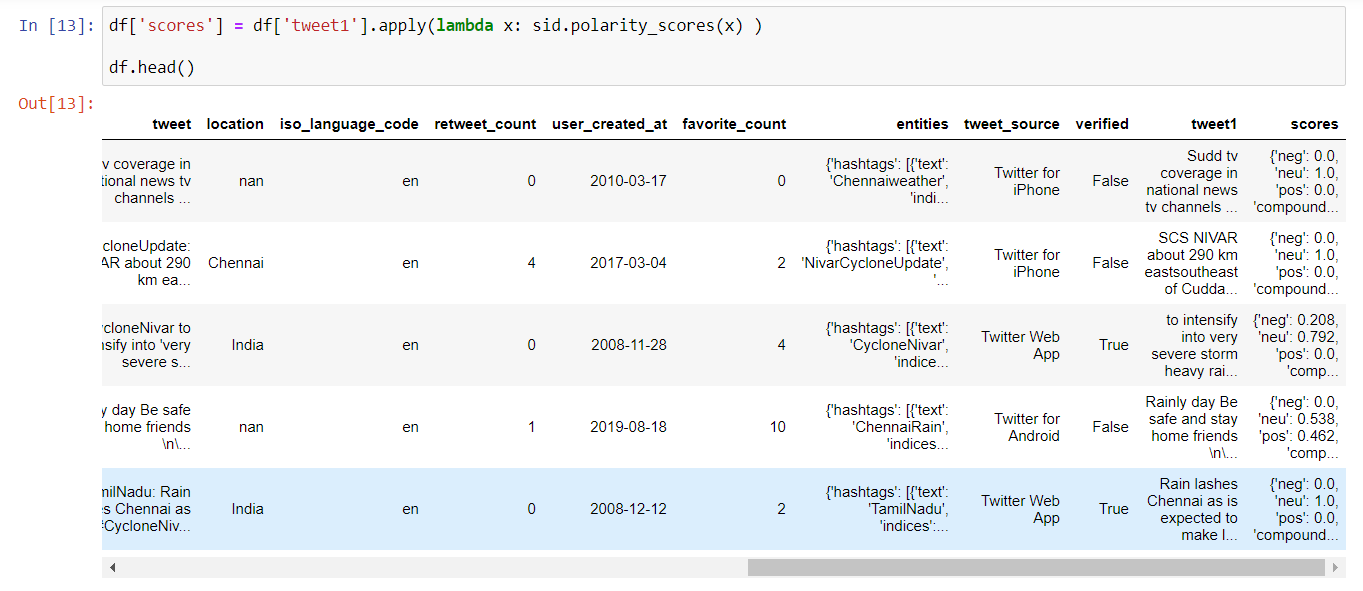 In [13]: df['scores'] = df['tweet1'].apply(lambda x: sid.polarity_scores(x) )
df.head()
Out[13]:
tweet location iso_language_code retweet_count user_created_at favorite_count entities tweet_source verified tweet1 scores
v coverage in
tional news tv
channels ...
nan en 0 2010-03-17 0
{'hashtags': [{'text':
'Chennaiweather',
'indi...
Twitter for
iPhone
False
Sudd tv
coverage in
national news
tv channels ...
{'neg': 0.0,
'neu': 1.0,
'pos': 0.0,
'compound...
cloneUpdate:
AR about 290
km ea...
Chennai en 4 2017-03-04 2
{'hashtags': [{'text':
'NivarCycloneUpdate',
'...
Twitter for
iPhone
False
SCS NIVAR
about 290 km
eastsoutheast
of Cudda...
{'neg': 0.0,
'neu': 1.0,
'pos': 0.0,
'compound...
cloneNivar to
nsify into 'very
severe s...
India en 0 2008-11-28 4
{'hashtags': [{'text':
'CycloneNivar',
'indice...
Twitter Web
App
True
to intensify
into very
severe storm
heavy rai...
{'neg': 0.208,
'neu': 0.792,
'pos': 0.0,
'comp...
y day Be safe
home friends
\n\...
nan en 1 2019-08-18 10
{'hashtags': [{'text':
'ChennaiRain',
'indices...
Twitter for
Android
False
Rainly day Be
safe and stay
home friends
\n\...
{'neg': 0.0,
'neu': 0.538,
'pos': 0.462,
'comp...
milNadu: Rain
es Chennai as
#CycloneNiv...
India en 0 2008-12-12 2
{'hashtags': [{'text':
'TamilNadu',
'indices':...
Twitter Web
App
True
Rain lashes
Chennai as is
expected to
make l...
{'neg': 0.0,
'neu': 1.0,
'pos': 0.0,
'compound...